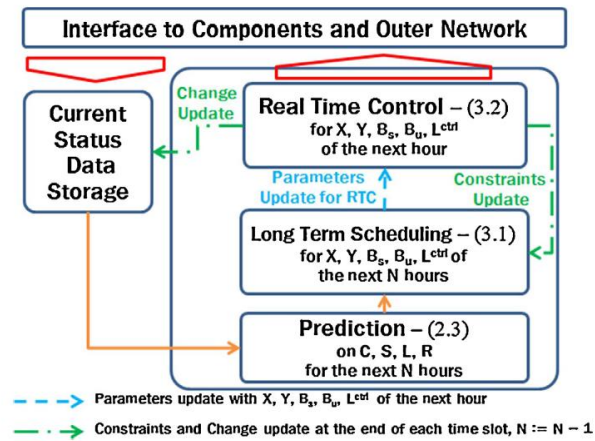 Interface to Components and Outer Network
Current
Status
Data
Storage
Change
Update
Real Time Control – (3.2)
for X, Y, Bs, Bu, Lctrl
of the next hour
Parameters
Update for RTC
Constraints
Update
Long Term Scheduling – (3.1)
for X, Y, Bs, Bu, Lctrl of
the next N hours
Prediction – (2.3)
on C, S, L, R
for the next N hours
Parameters update with X, Y, Bs, Bu, Lctrl of the next hour
Constraints and Change update at the end of each time slot, N := N – 1